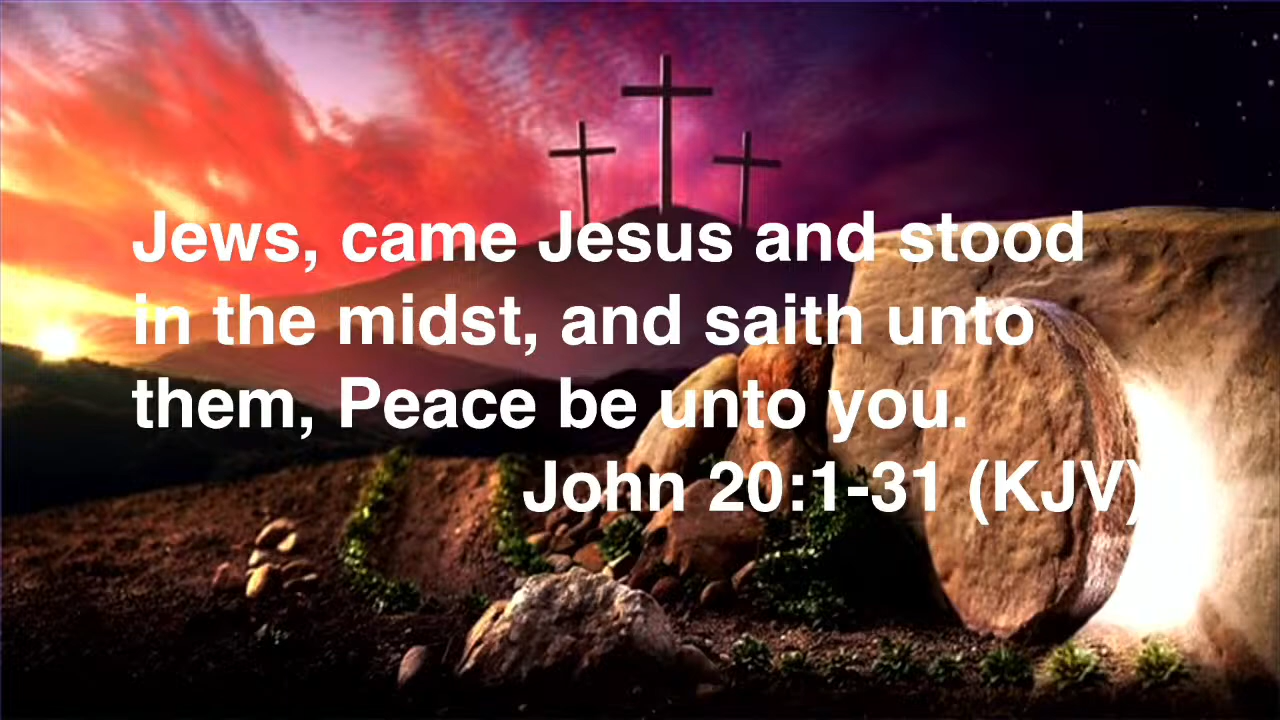 Jews, came Jesus and stood
in the midst, and saith unto
them, Peace be unto you.
John 20:1-31 (KJV)